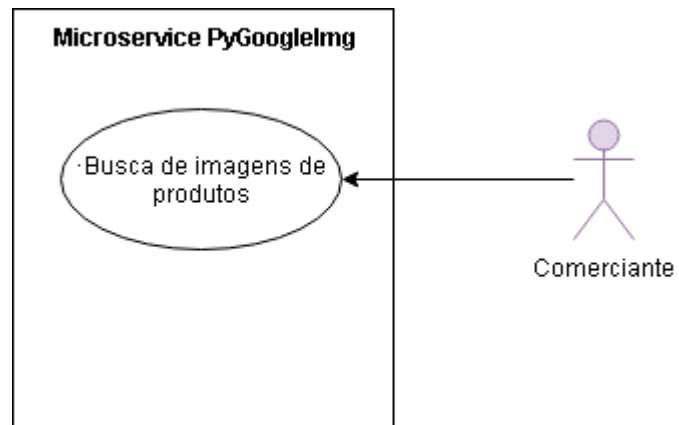 Microservice PyGoogleImg
·Busca de imagens de
produtos
Comerciante